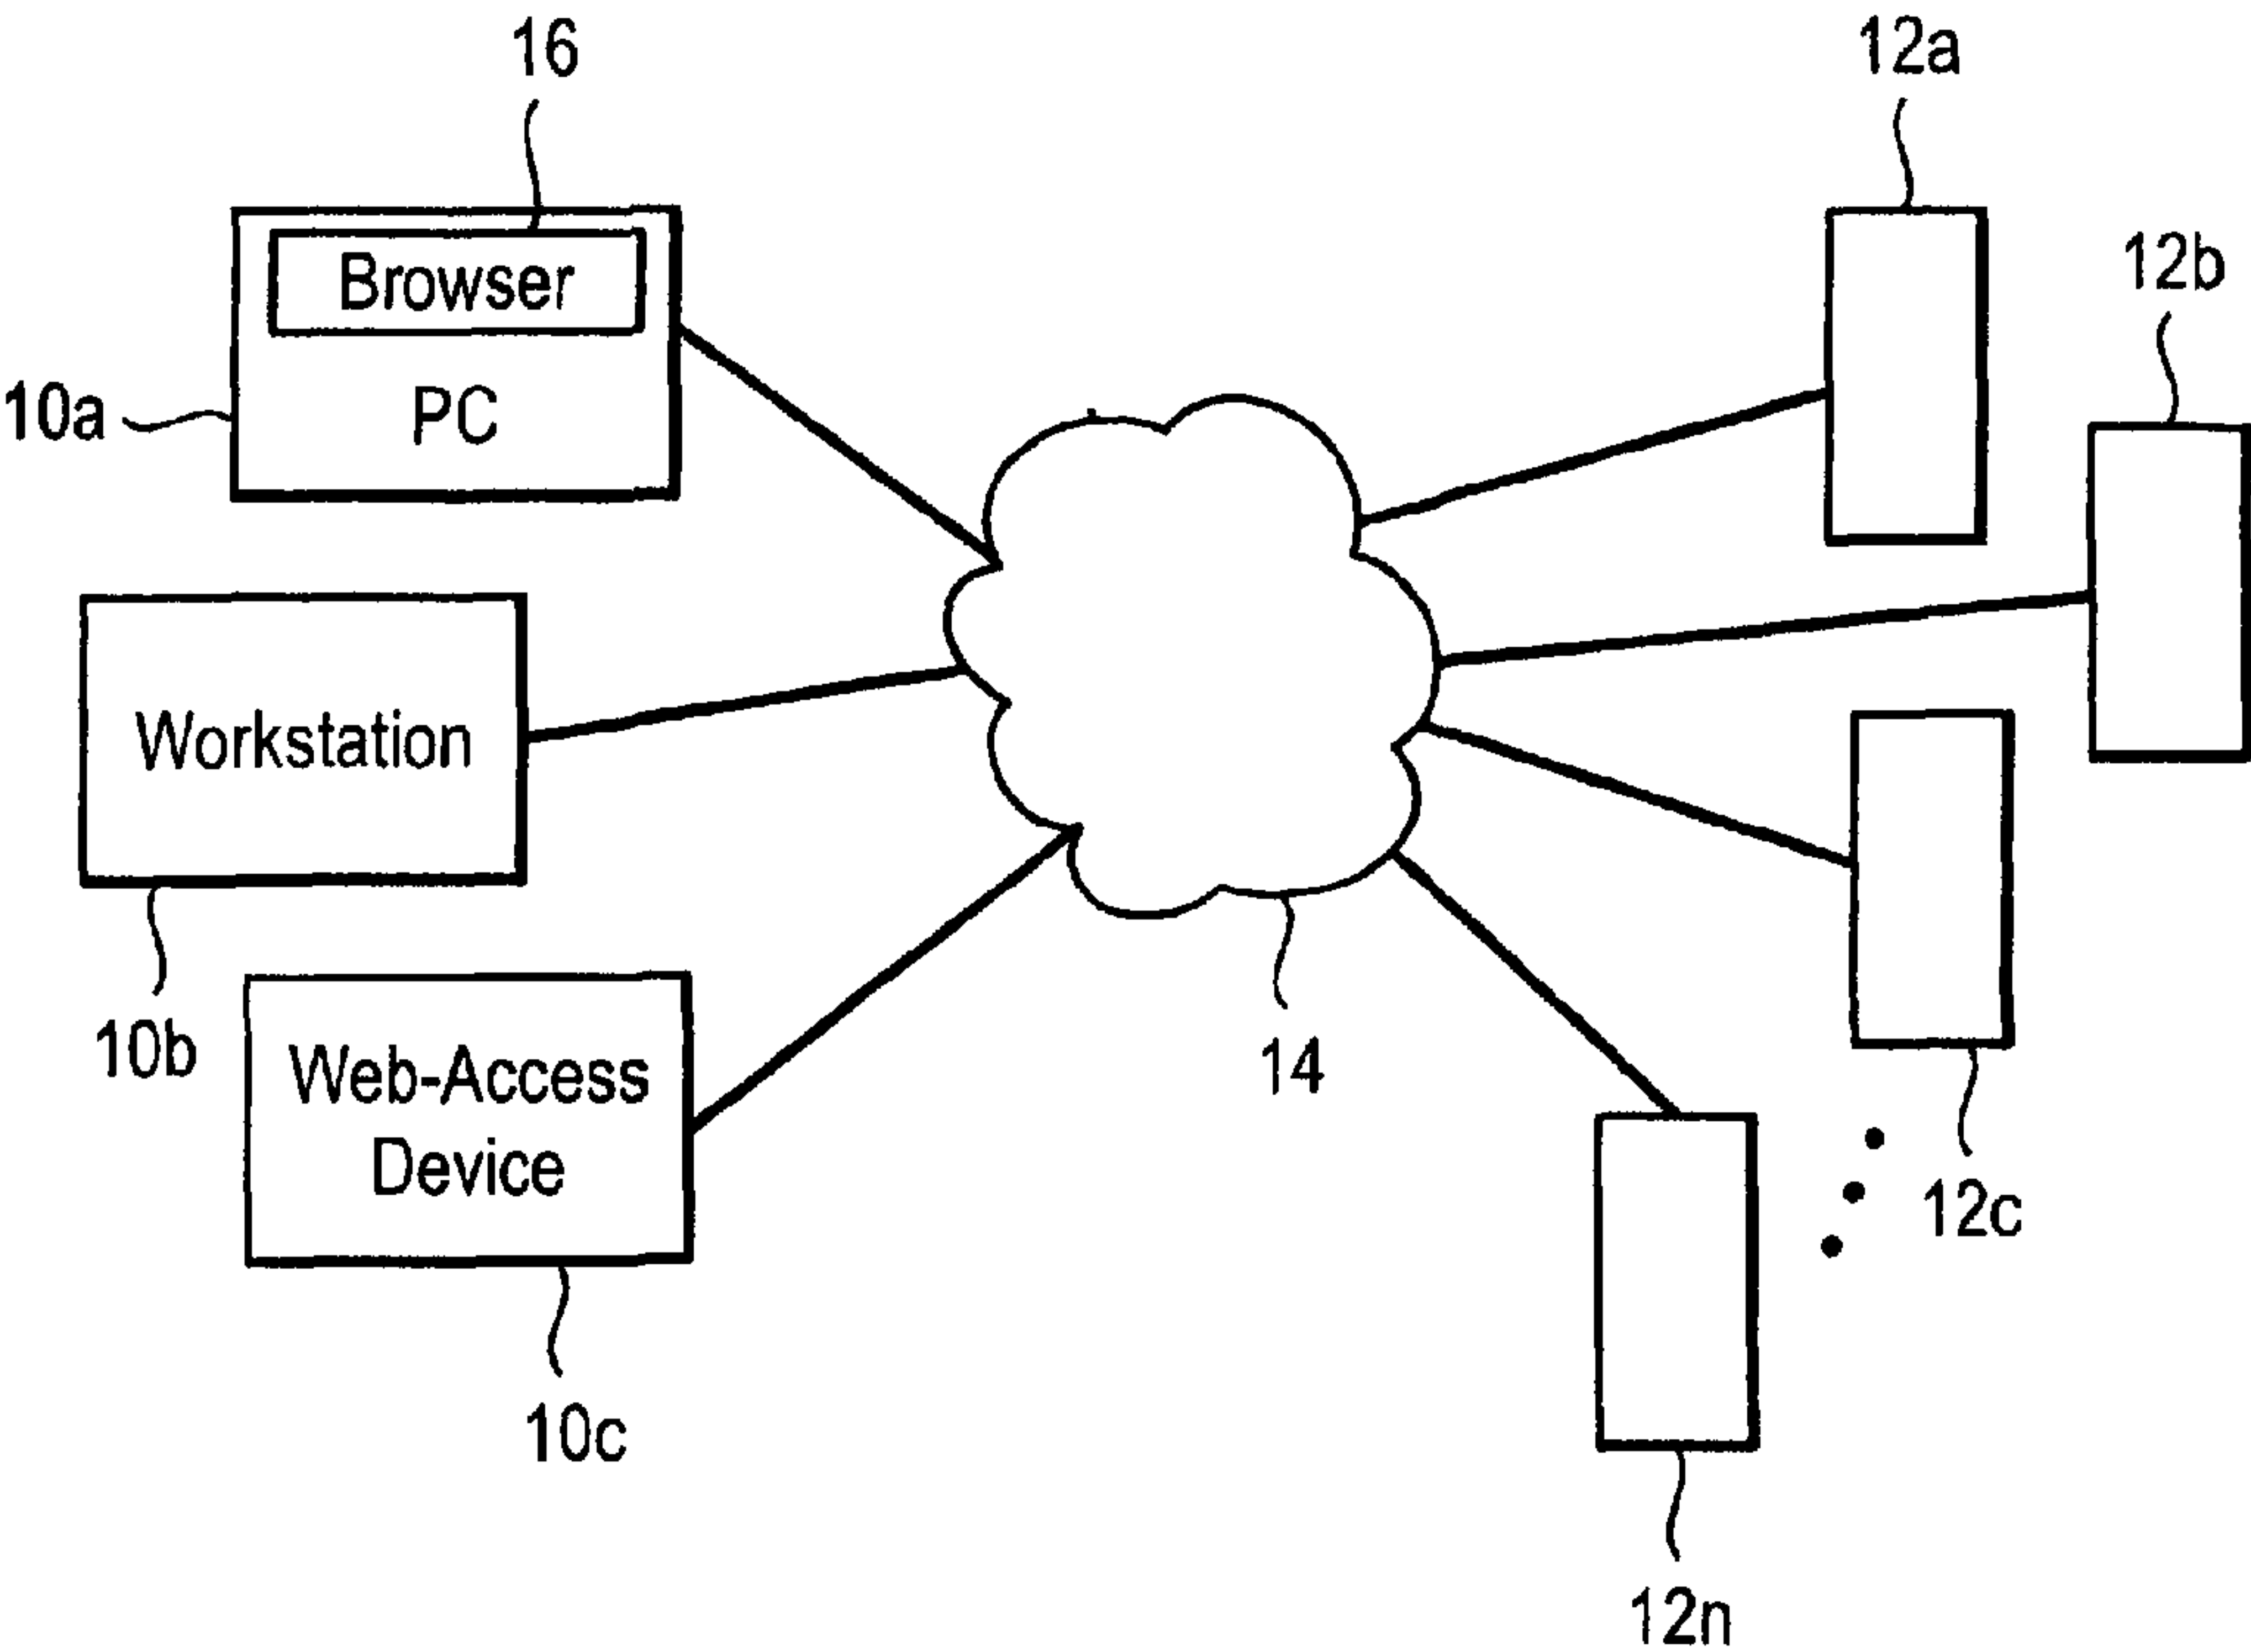 16
12a
12b
Browser
10a
PC
Workstation
10b
Web-Access
Device
14
12c
10c
12n